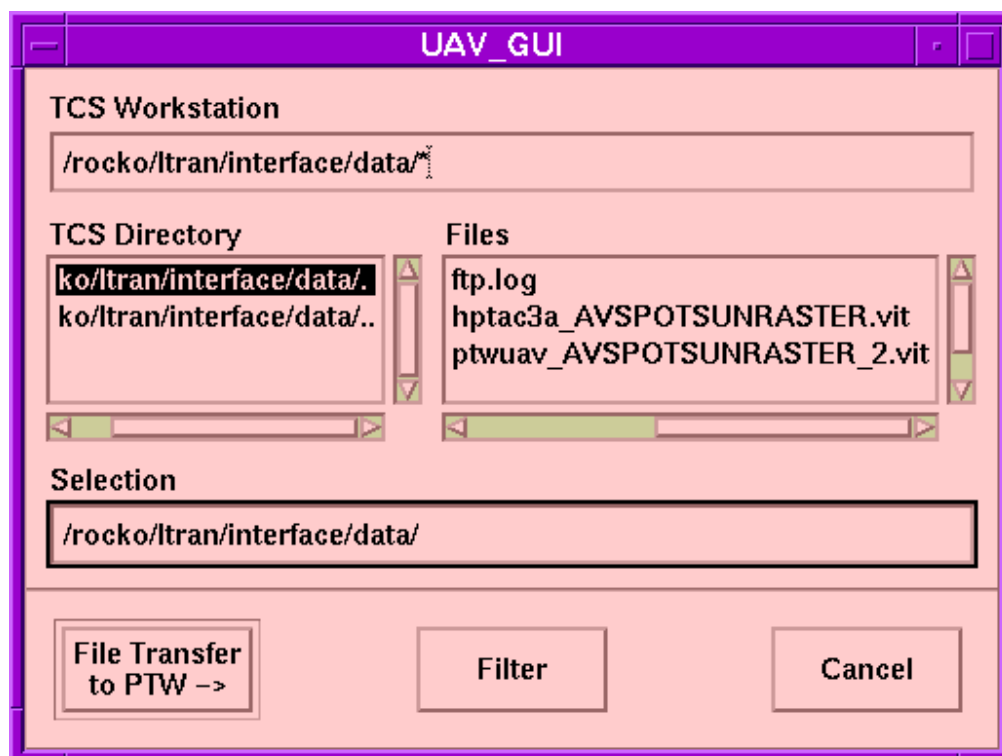 UAV_GUI
TCS Workstation
/rocko/ltran/interface/data/*
TCS Directory
ko/ltran/interface/data/.
ko/ltran/interface/data/..
Files
ftp.log
hptac3a_AVSPOTSUNRASTER.vit
ptwuav_AVSPOTSUNRASTER_2.vit
Selection
/rocko/ltran/interface/data/
File Transfer
to PTW –>
Filter
Cancel